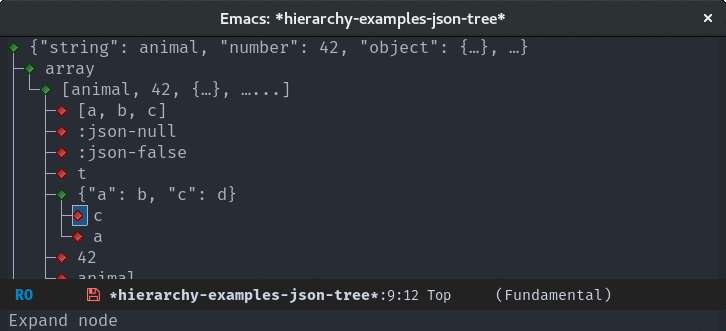 Emacs: *hierarchy-examples-json-tree*
{"string": animal, "number": 42, "object": {…}, …}
array
[animal, 42, {…}, …...]
[a, b, c]
:json-null
:json-false
t
{"a": b, "c": d}
c
a
42
animal
RO *hierarchy-examples-json-tree*:9:12 Top (Fundamental)
Expand node